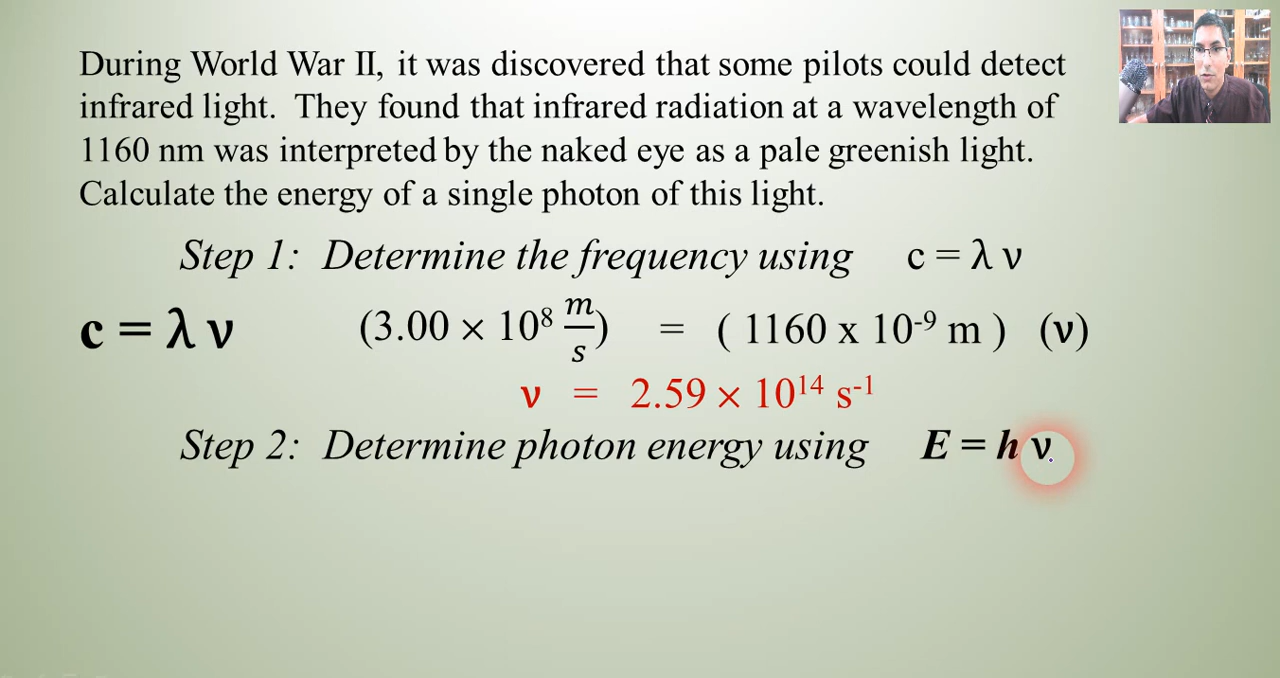 During World War II, it was discovered that some pilots could detect
infrared light. They found that infrared radiation at a wavelength of
1160 nm was interpreted by the naked eye as a pale greenish light.
Calculate the energy of a single photon of this light.
Step 1: Determine the frequency using c = λ ν
c = λ ν (3.00 × 10⁸ m/s) = ( 1160 x 10⁻⁹ m ) (ν)
ν = 2.59 × 10¹⁴ s⁻¹
Step 2: Determine photon energy using E = h ν